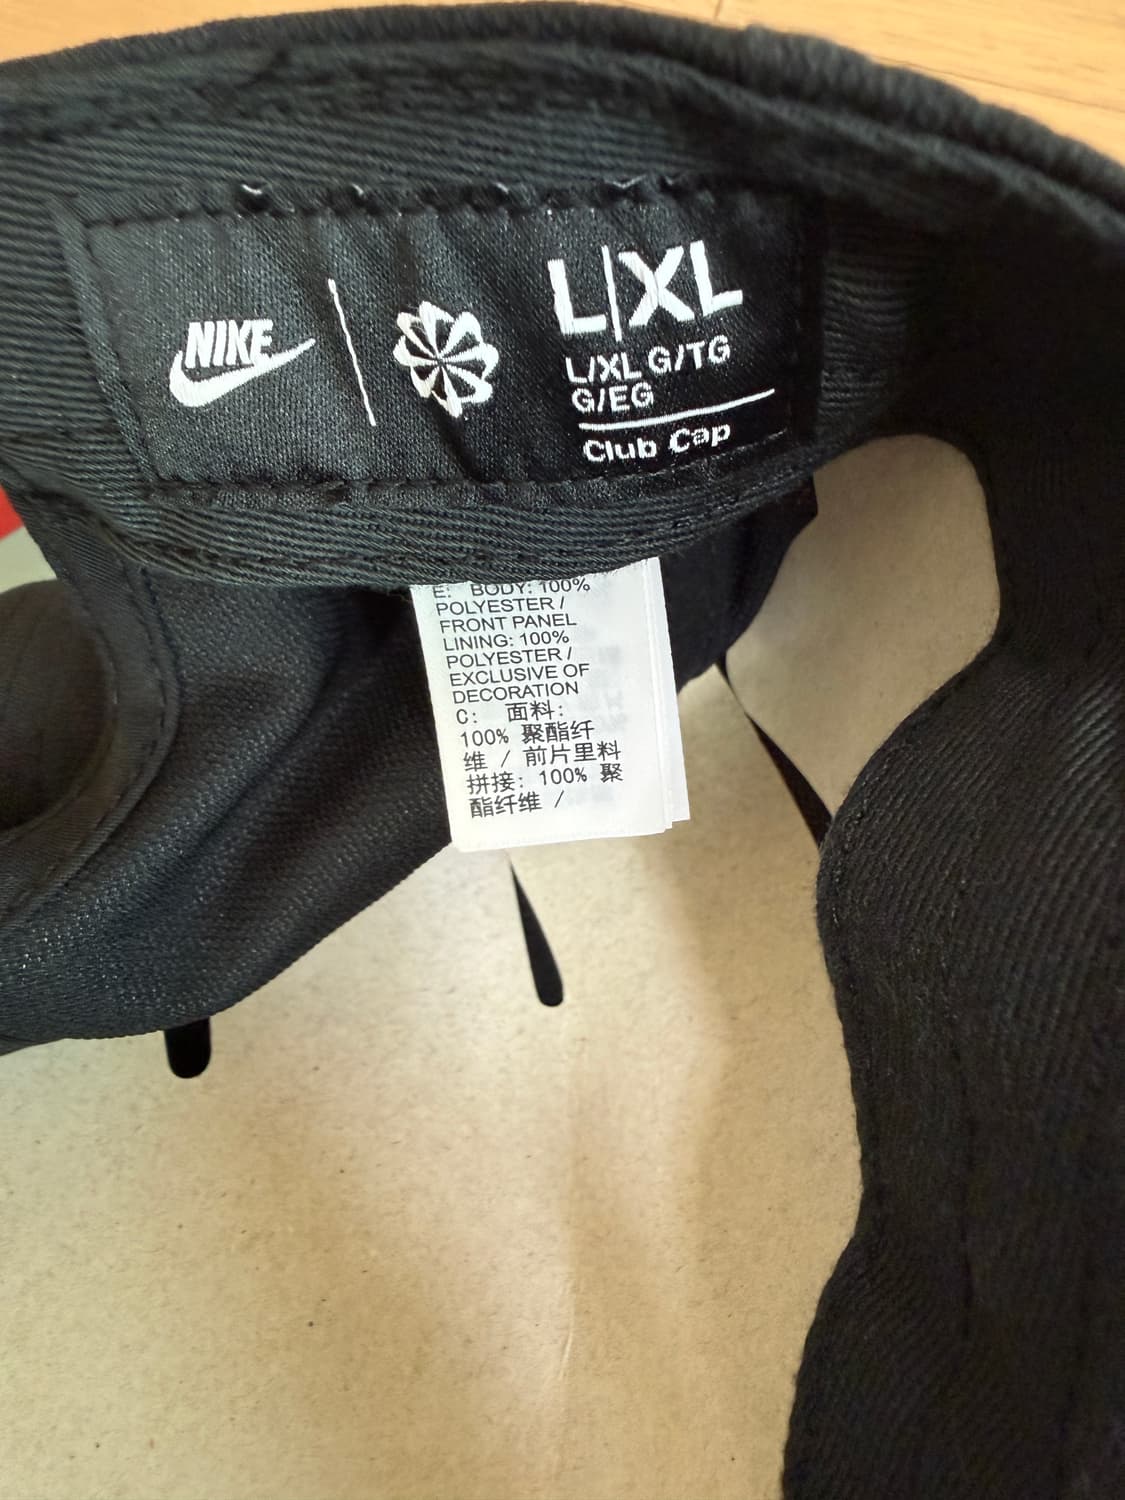 NIKE
L|XL
L/XL G/TG
G/EG
Club Cap
E: BODY: 100%
POLYESTER /
FRONT PANEL
LINING: 100%
POLYESTER /
EXCLUSIVE OF
DECORATION
C: 面料:
100% 聚酯纤
维 / 前片里料
拼接: 100% 聚
酯纤维 /